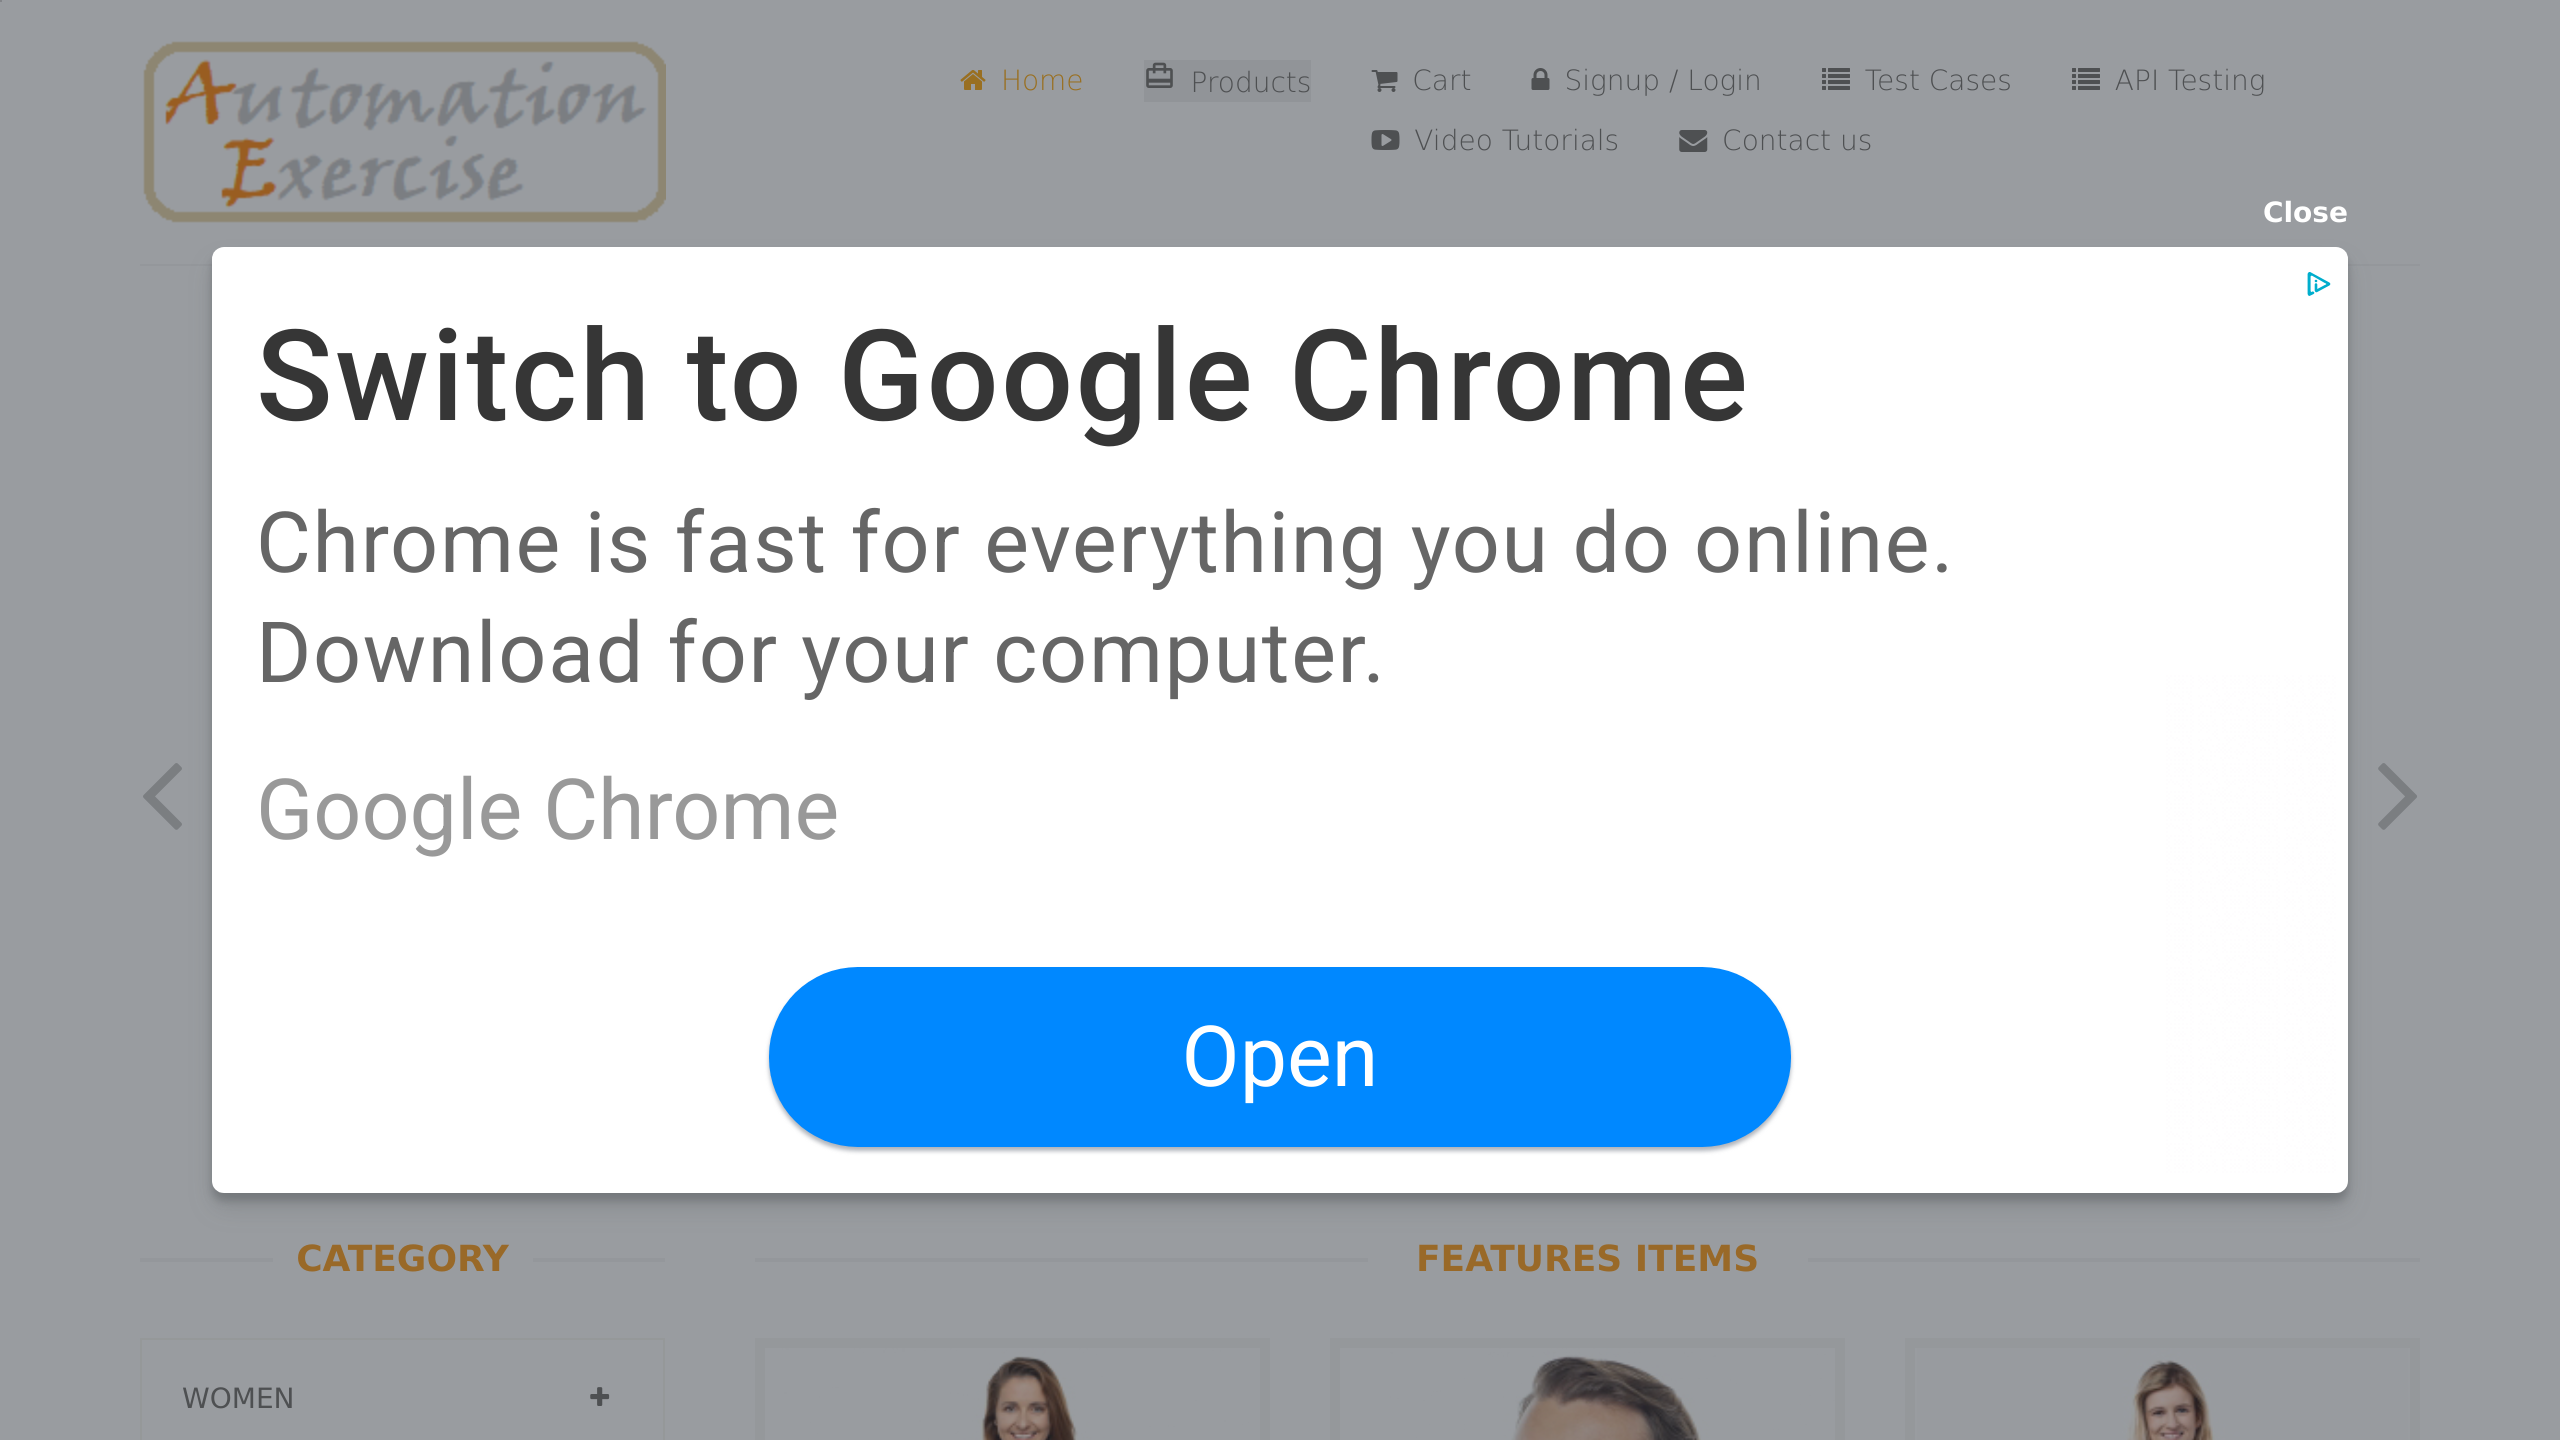 Automation
Exercise
Home
Products
Cart
Signup / Login
Test Cases
API Testing
Video Tutorials
Contact us
Close
Switch to Google Chrome
Chrome is fast for everything you do online.
Download for your computer.
Google Chrome
Open
CATEGORY
FEATURES ITEMS
WOMEN